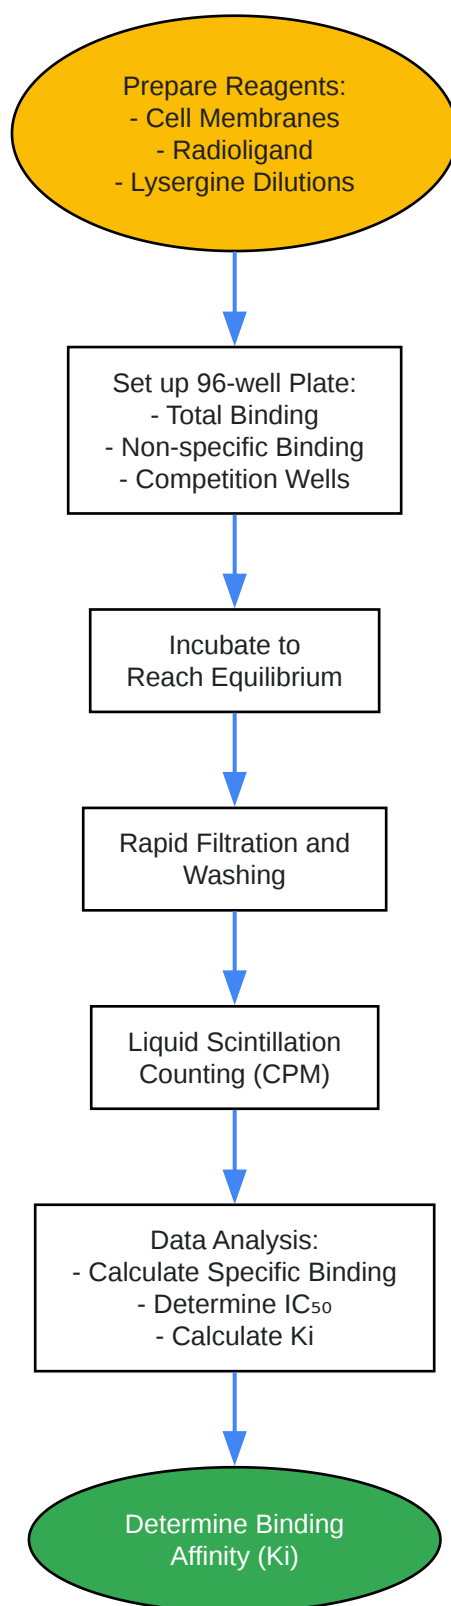 Prepare Reagents:
- Cell Membranes
- Radioligand
- Lysergine Dilutions
Set up 96-well Plate:
- Total Binding
- Non-specific Binding
- Competition Wells
Incubate to
Reach Equilibrium
Rapid Filtration and
Washing
Liquid Scintillation
Counting (CPM)
Data Analysis:
- Calculate Specific Binding
- Determine IC₅₀
- Calculate Ki
Determine Binding
Affinity (Ki)